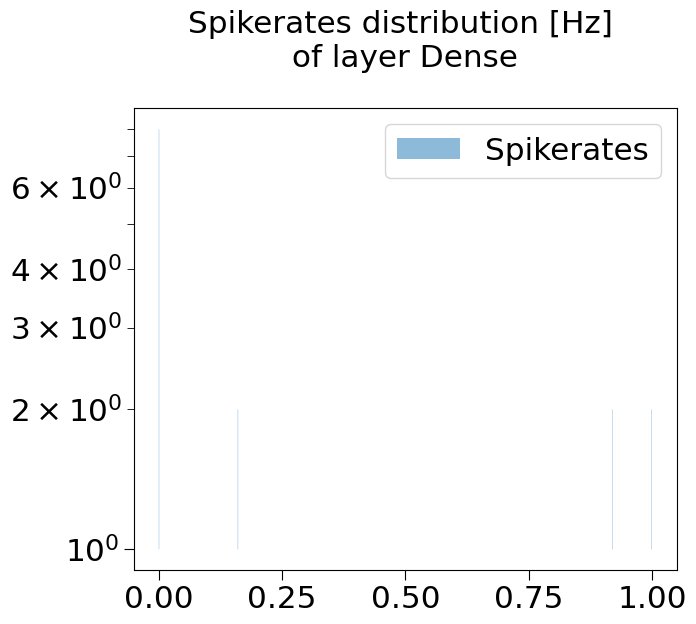 Spikerates distribution [Hz]
of layer Dense
Spikerates
6 × 10⁰
4 × 10⁰
3 × 10⁰
2 × 10⁰
10⁰
0.00 0.25 0.50 0.75 1.00